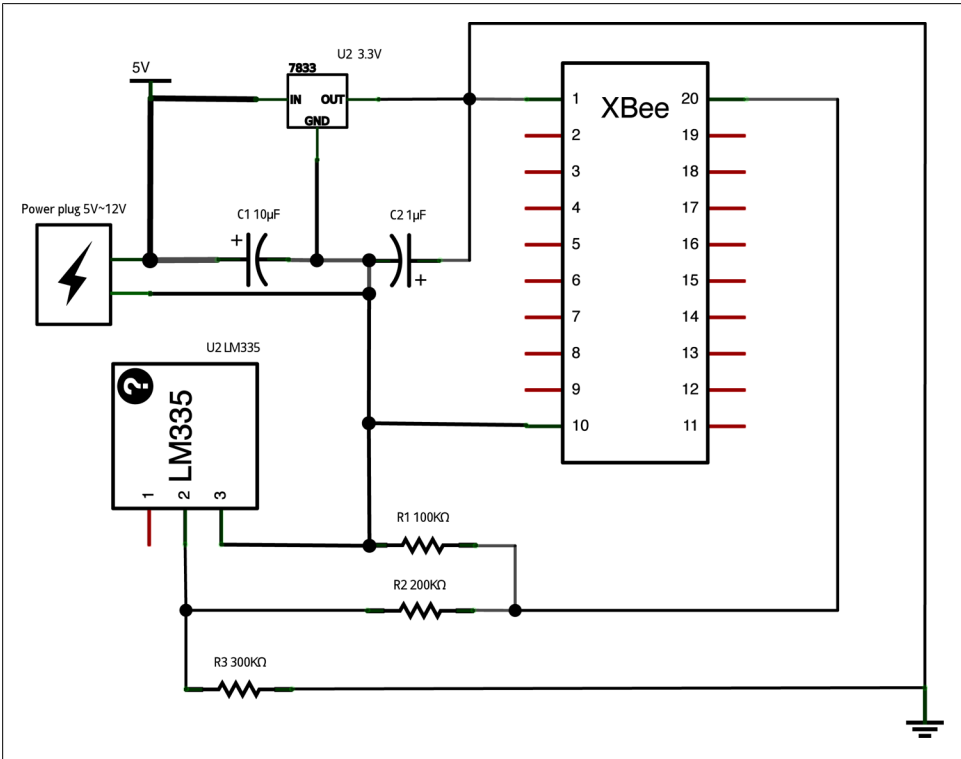 U2 3.3V
5V
7833
IN OUT
GND
XBee
1 20
2 19
3 18
4 17
5 16
6 15
7 14
8 13
9 12
10 11
Power plug 5V~12V
C1 10µF
C2 1µF
+
+
U2 LM335
?
LM335
1 2 3
R1 100KΩ
R2 200KΩ
R3 300KΩ